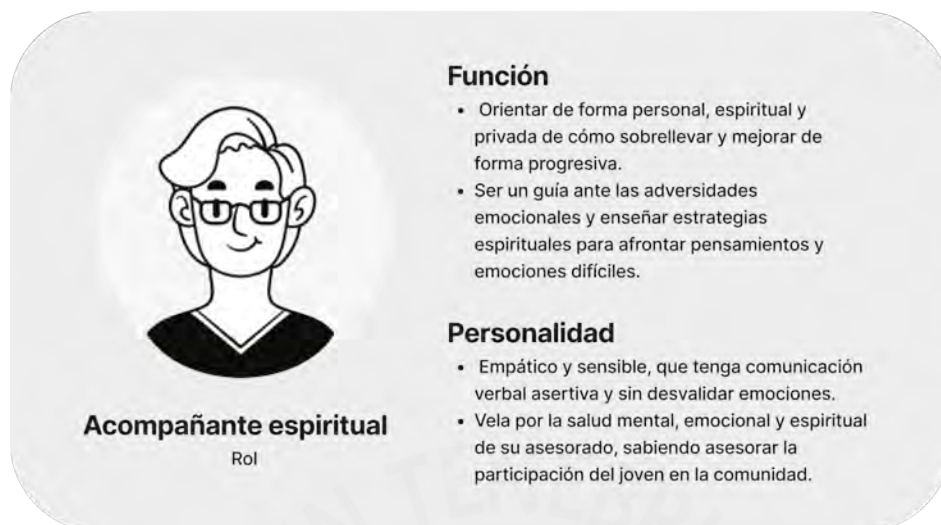 Función
• Orientar de forma personal, espiritual y
privada de cómo sobrellevar y mejorar de
forma progresiva.
• Ser un guía ante las adversidades
emocionales y enseñar estrategias
espirituales para afrontar pensamientos y
emociones difíciles.
Personalidad
• Empático y sensible, que tenga comunicación
verbal asertiva y sin desvalidar emociones.
• Vela por la salud mental, emocional y espiritual
de su asesorado, sabiendo asesorar la
participación del joven en la comunidad.
Acompañante espiritual
Rol